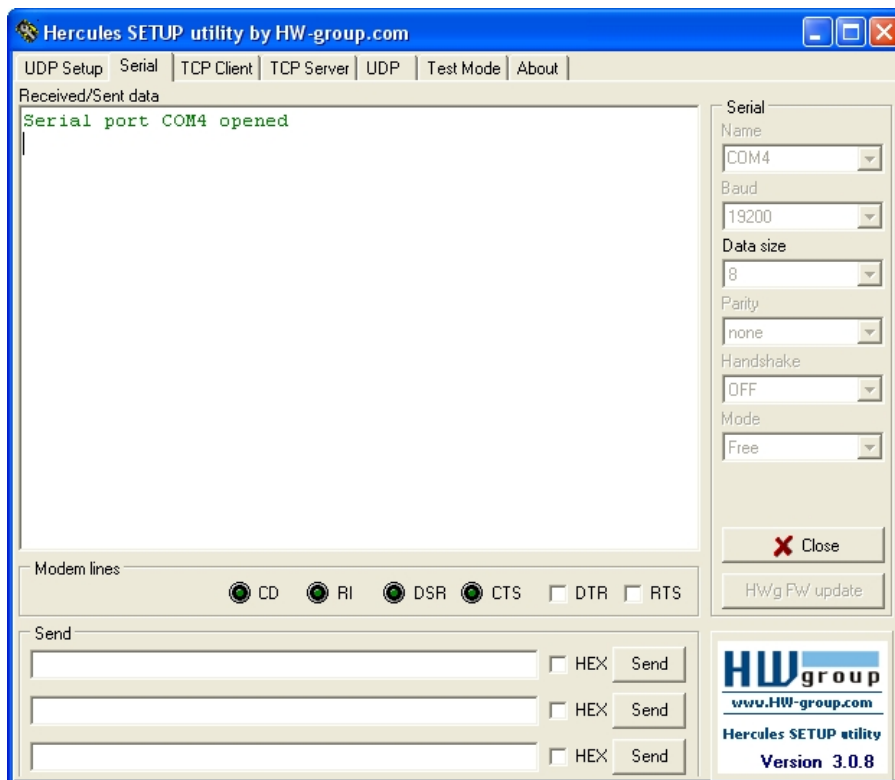 Hercules SETUP utility by HW-group.com
UDP Setup Serial TCP Client TCP Server UDP Test Mode About
Received/Sent data
Serial port COM4 opened
Serial
Name
COM4
Baud
19200
Data size
8
Parity
none
Handshake
OFF
Mode
Free
Close
HWg FW update
Modem lines
CD RI DSR CTS DTR RTS
Send
HEX Send
HEX Send
HEX Send
HW group
www.HW-group.com
Hercules SETUP utility
Version 3.0.8